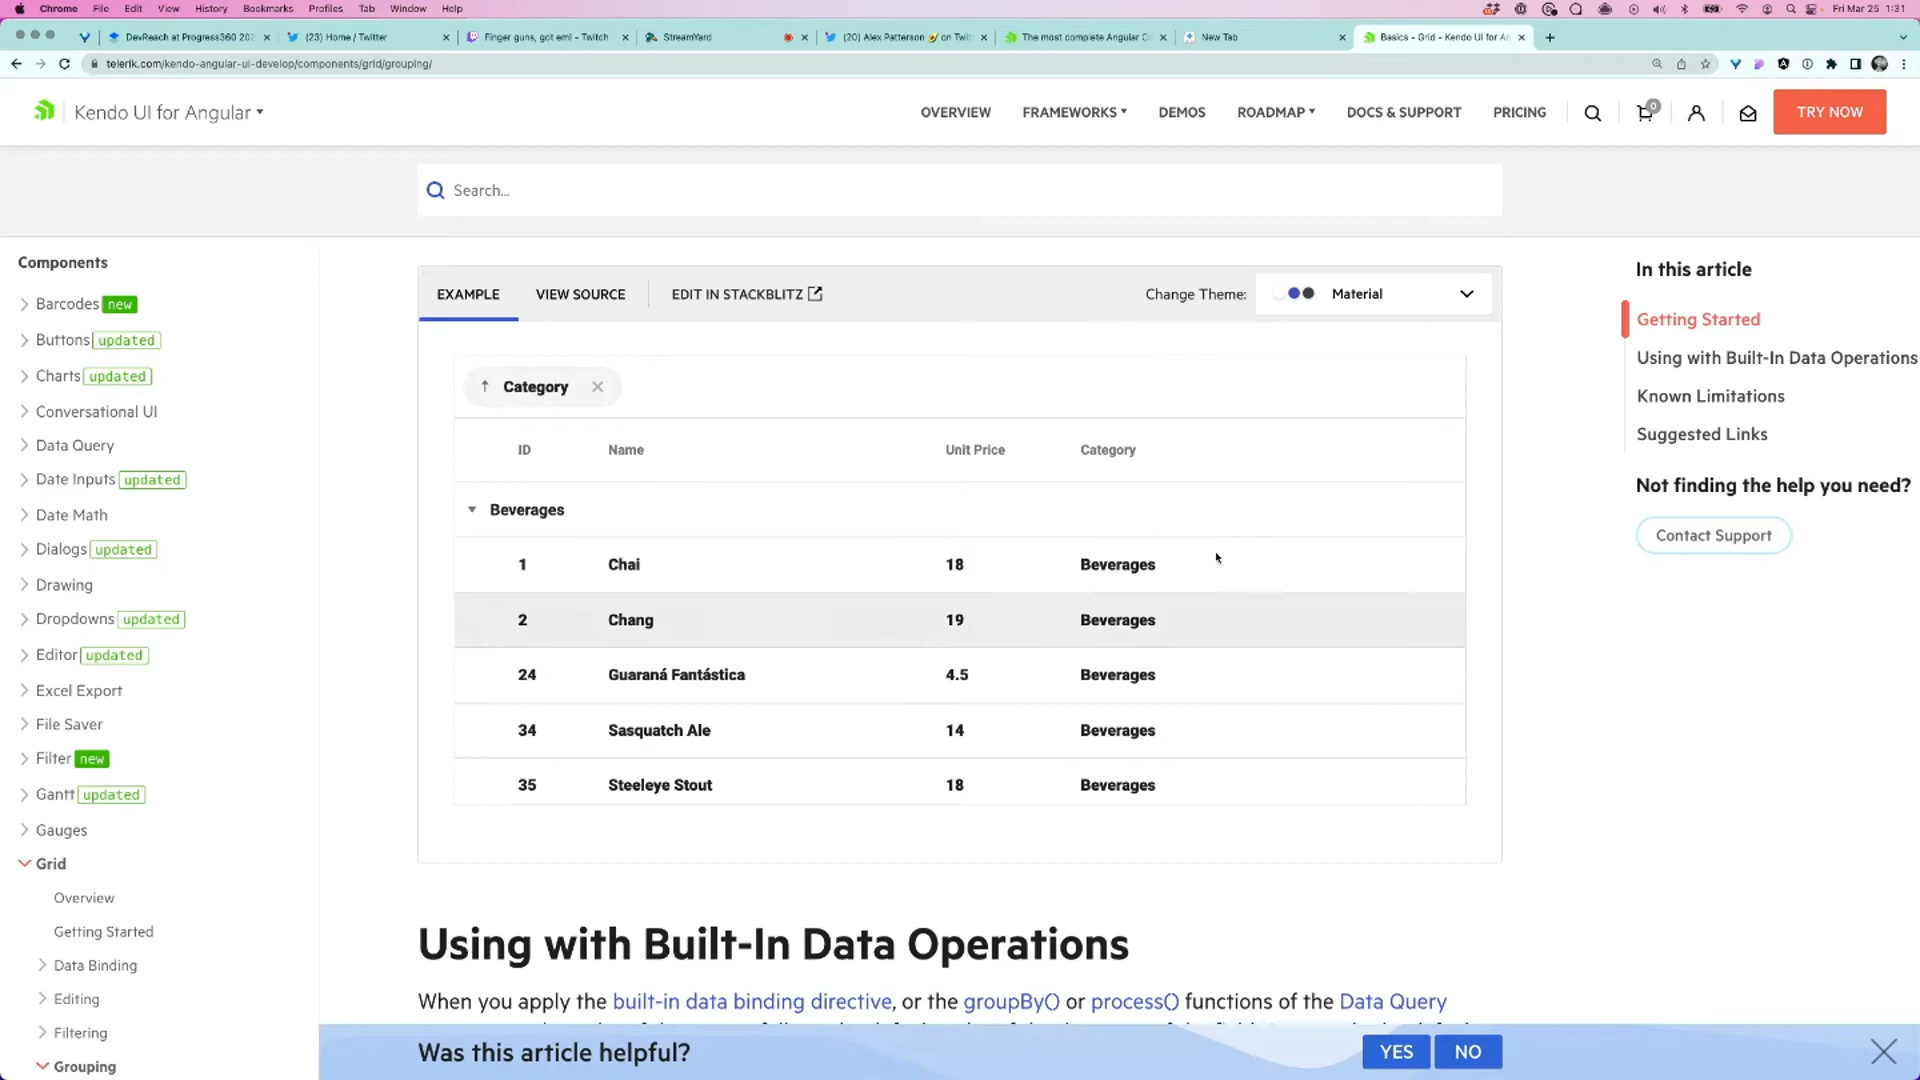 Chrome File Edit View History Bookmarks Profiles Tab Window Help Fri Mar 25 1:31
DevReach at Progress360 202
(23) Home / Twitter
Finger guns, got em! - Twitch
StreamYard
(20) Alex Patterson on Twit
The most complete Angular C
New Tab
Basics - Grid - Kendo UI for An
telerik.com/kendo-angular-ui-develop/components/grid/grouping/
Kendo UI for Angular
OVERVIEW FRAMEWORKS DEMOS ROADMAP DOCS & SUPPORT PRICING 0 TRY NOW
Search...
Components
Barcodes new
Buttons updated
Charts updated
Conversational UI
Data Query
Date Inputs updated
Date Math
Dialogs updated
Drawing
Dropdowns updated
Editor updated
Excel Export
File Saver
Filter new
Gantt updated
Gauges
Grid
Overview
Getting Started
Data Binding
Editing
Filtering
Grouping
EXAMPLE VIEW SOURCE EDIT IN STACKBLITZ Change Theme: Material
Category
ID Name Unit Price Category
Beverages
1 Chai 18 Beverages
2 Chang 19 Beverages
24 Guaraná Fantástica 4.5 Beverages
34 Sasquatch Ale 14 Beverages
35 Steeleye Stout 18 Beverages
Using with Built-In Data Operations
When you apply the built-in data binding directive, or the groupBy() or process() functions of the Data Query
Was this article helpful? YES NO
In this article
Getting Started
Using with Built-In Data Operations
Known Limitations
Suggested Links
Not finding the help you need?
Contact Support